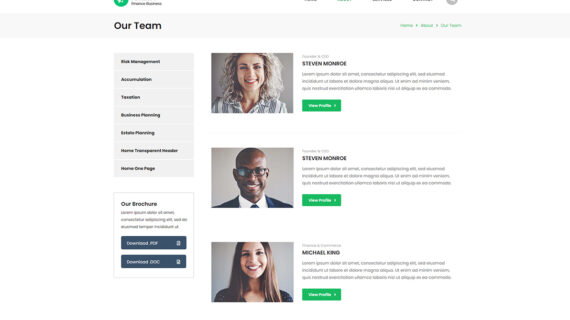 Finance Business
Our Team
Home > About > Our Team
Risk Management
Accumulation
Taxation
Business Planning
Estate Planning
Home Transparent Header
Home One Page
Our Brochure
Lorem ipsum dolor sit amet,
consectetur adipiscing elit, sed do
eiusmod tempor incididunt ut
Download .PDF
Download .DOC
Founder & CEO
STEVEN MONROE
Lorem ipsum dolor sit amet, consectetur adipiscing elit, sed eiusmod
incididunt ut labore et dolore magna aliqua. Ut enim ad minim veniam,
quis nostrud exercitation ullamco laboris nisi ut aliquip ex ea commodo.
View Profile >
Founder & CEO
STEVEN MONROE
Lorem ipsum dolor sit amet, consectetur adipiscing elit, sed eiusmod
incididunt ut labore et dolore magna aliqua. Ut enim ad minim veniam,
quis nostrud exercitation ullamco laboris nisi ut aliquip ex ea commodo.
View Profile >
Finance & Ecommerce
MICHAEL KING
Lorem ipsum dolor sit amet, consectetur adipiscing elit, sed eiusmod
incididunt ut labore et dolore magna aliqua. Ut enim ad minim veniam,
quis nostrud exercitation ullamco laboris nisi ut aliquip ex ea commodo.
View Profile >